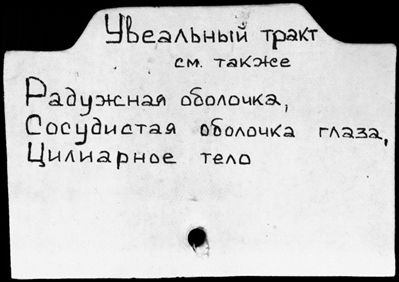 Увеальный тракт
см. также
Радужная оболочка,
Сосудистая оболочка глаза,
Цилиарное тело